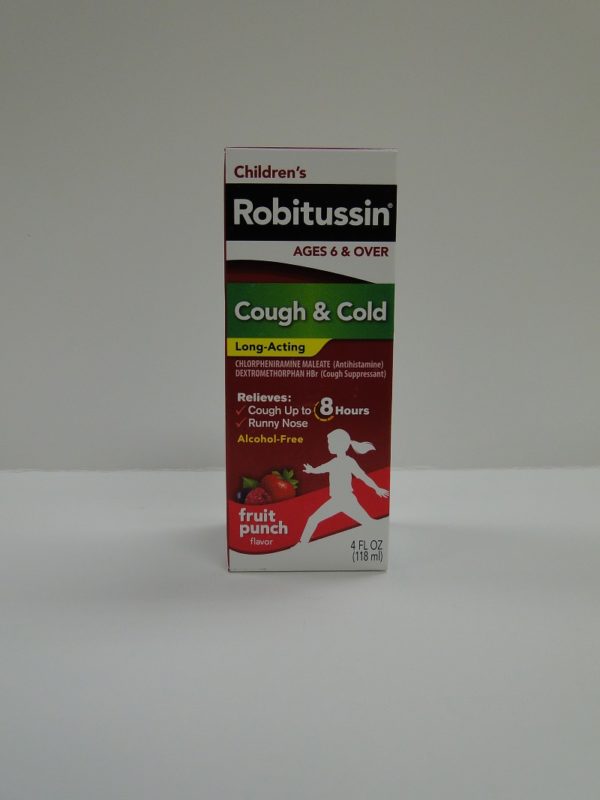 Children's
Robitussin®
AGES 6 & OVER
Cough & Cold
Long-Acting
CHLORPHENIRAMINE MALEATE (Antihistamine)
DEXTROMETHORPHAN HBr (Cough Suppressant)
Relieves:
✓ Cough Up to 8 Hours
✓ Runny Nose
Alcohol-Free
fruit
punch
flavor
4 FL OZ
(118 ml)